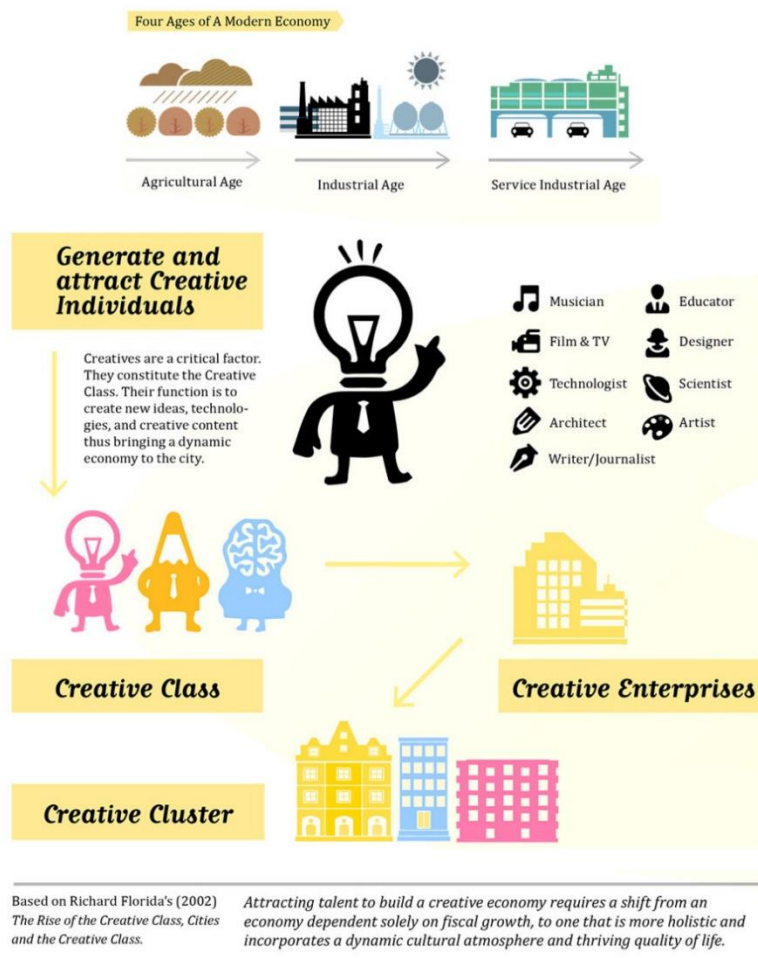 Four Ages of A Modern Economy
Agricultural Age
Industrial Age
Service Industrial Age
Generate and
attract Creative
Individuals
Creatives are a critical factor.
They constitute the Creative
Class. Their function is to
create new ideas, technolo-
gies, and creative content
thus bringing a dynamic
economy to the city.
Musician
Educator
Film & TV
Designer
Technologist
Scientist
Architect
Artist
Writer/Journalist
Creative Class
Creative Enterprises
Creative Cluster
Based on Richard Florida's (2002)
The Rise of the Creative Class, Cities
and the Creative Class.
Attracting talent to build a creative economy requires a shift from an
economy dependent solely on fiscal growth, to one that is more holistic and
incorporates a dynamic cultural atmosphere and thriving quality of life.